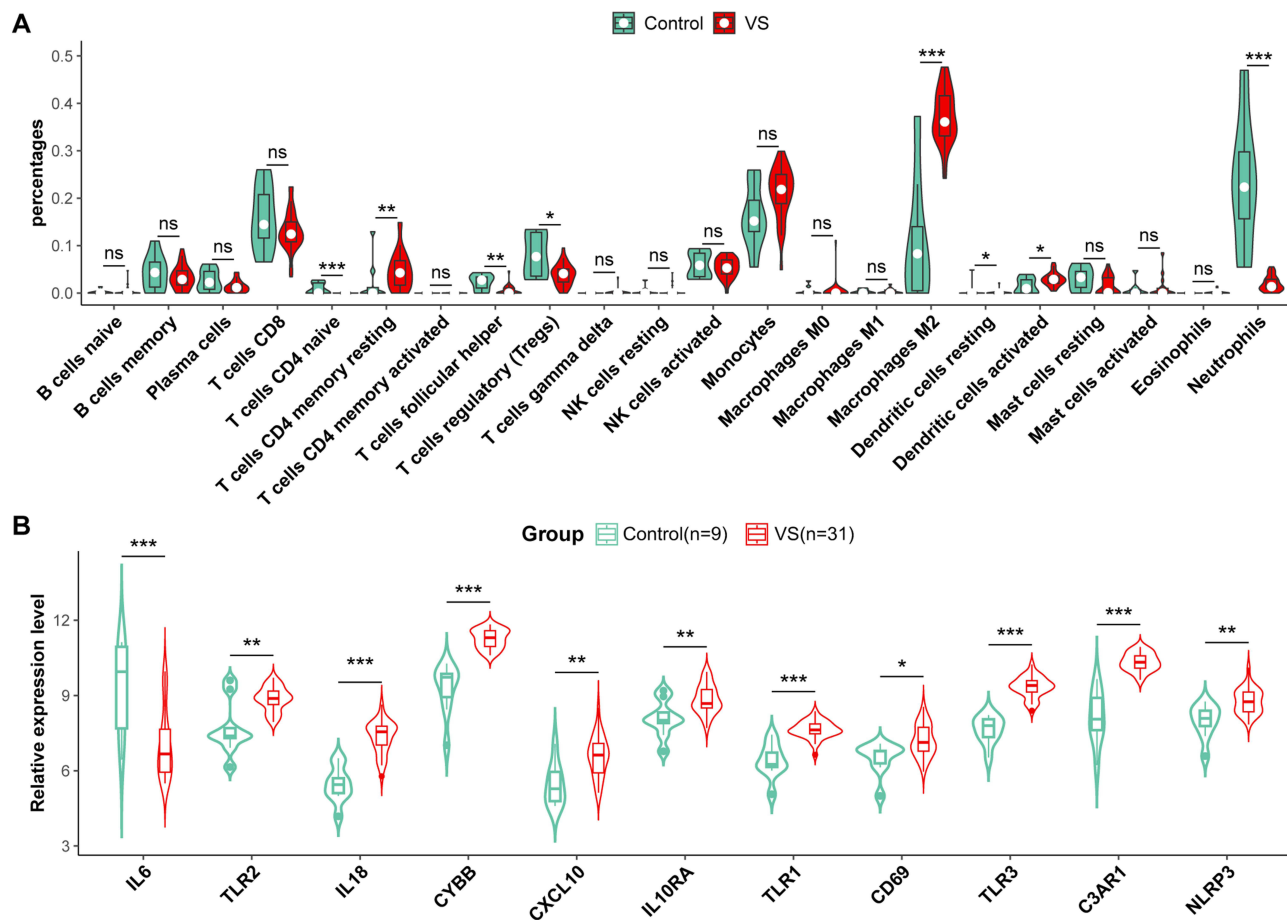 A
Control VS
0.5
0.4
0.3
0.2
0.1
0.0
percentages
ns
ns
ns
ns
***
**
ns
**
*
ns
ns
ns
ns
ns
ns
***
*
*
ns
ns
ns
***
B cells naive
B cells memory
Plasma cells
T cells CD8
T cells CD4 naive
T cells CD4 memory resting
T cells CD4 memory activated
T cells follicular helper
T cells regulatory (Tregs)
T cells gamma delta
NK cells resting
NK cells activated
Monocytes
Macrophages M0
Macrophages M1
Macrophages M2
Dendritic cells resting
Dendritic cells activated
Mast cells resting
Mast cells activated
Eosinophils
Neutrophils
B
Group Control(n=9) VS(n=31)
12
9
6
3
Relative expression level
***
**
***
***
**
**
***
*
***
***
**
IL6
TLR2
IL18
CYBB
CXCL10
IL10RA
TLR1
CD69
TLR3
C3AR1
NLRP3